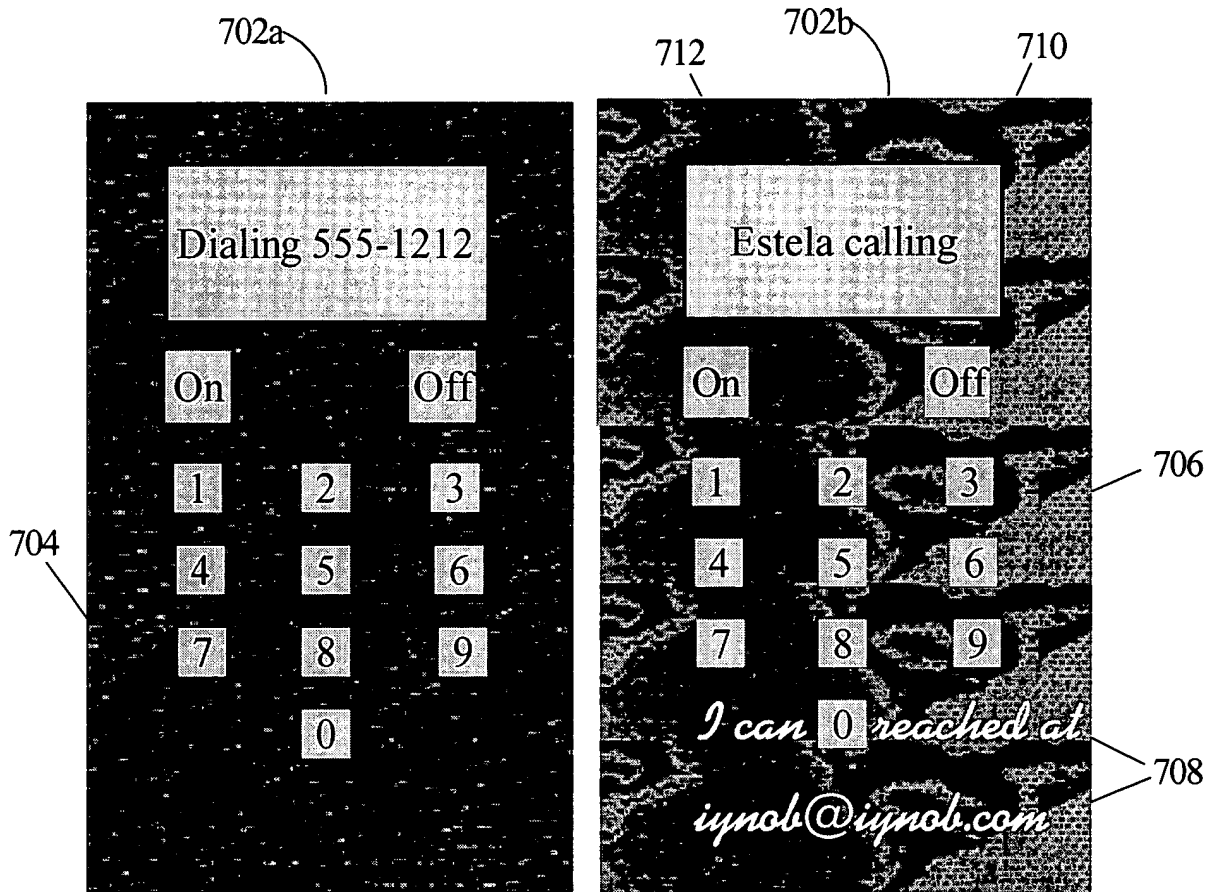 702a
702b
712
710
Dialing 555-1212
Estela calling
On
Off
On
Off
1
2
3
1
2
3
706
704
4
5
6
4
5
6
7
8
9
7
8
9
0
I can 0 reached at
708
iynob@iynob.com